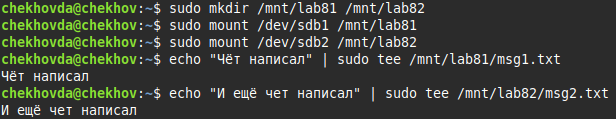 chekhovda@chekhov:~$ sudo mkdir /mnt/lab81 /mnt/lab82
chekhovda@chekhov:~$ sudo mount /dev/sdb1 /mnt/lab81
chekhovda@chekhov:~$ sudo mount /dev/sdb2 /mnt/lab82
chekhovda@chekhov:~$ echo "Чёт написал" | sudo tee /mnt/lab81/msg1.txt
Чёт написал
chekhovda@chekhov:~$ echo "И ещё чет написал" | sudo tee /mnt/lab82/msg2.txt
И ещё чет написал